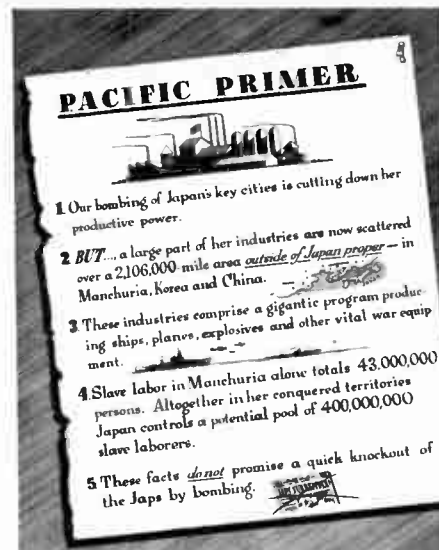 PACIFIC PRIMER
1. Our bombing of Japan's key cities is cutting down her
productive power.
2. BUT..., a large part of her industries are now scattered
over a 2,106,000 mile area outside of Japan proper — in
Manchuria, Korea and China.
3. These industries comprise a gigantic program produc-
ing ships, planes, explosives and other vital war equip
ment.
4. Slave labor in Manchuria alone totals 43,000,000
persons. Altogether in her conquered territories
Japan controls a potential pool of 400,000,000
slave laborers.
5. These facts do not promise a quick knockout of
the Japs by bombing.